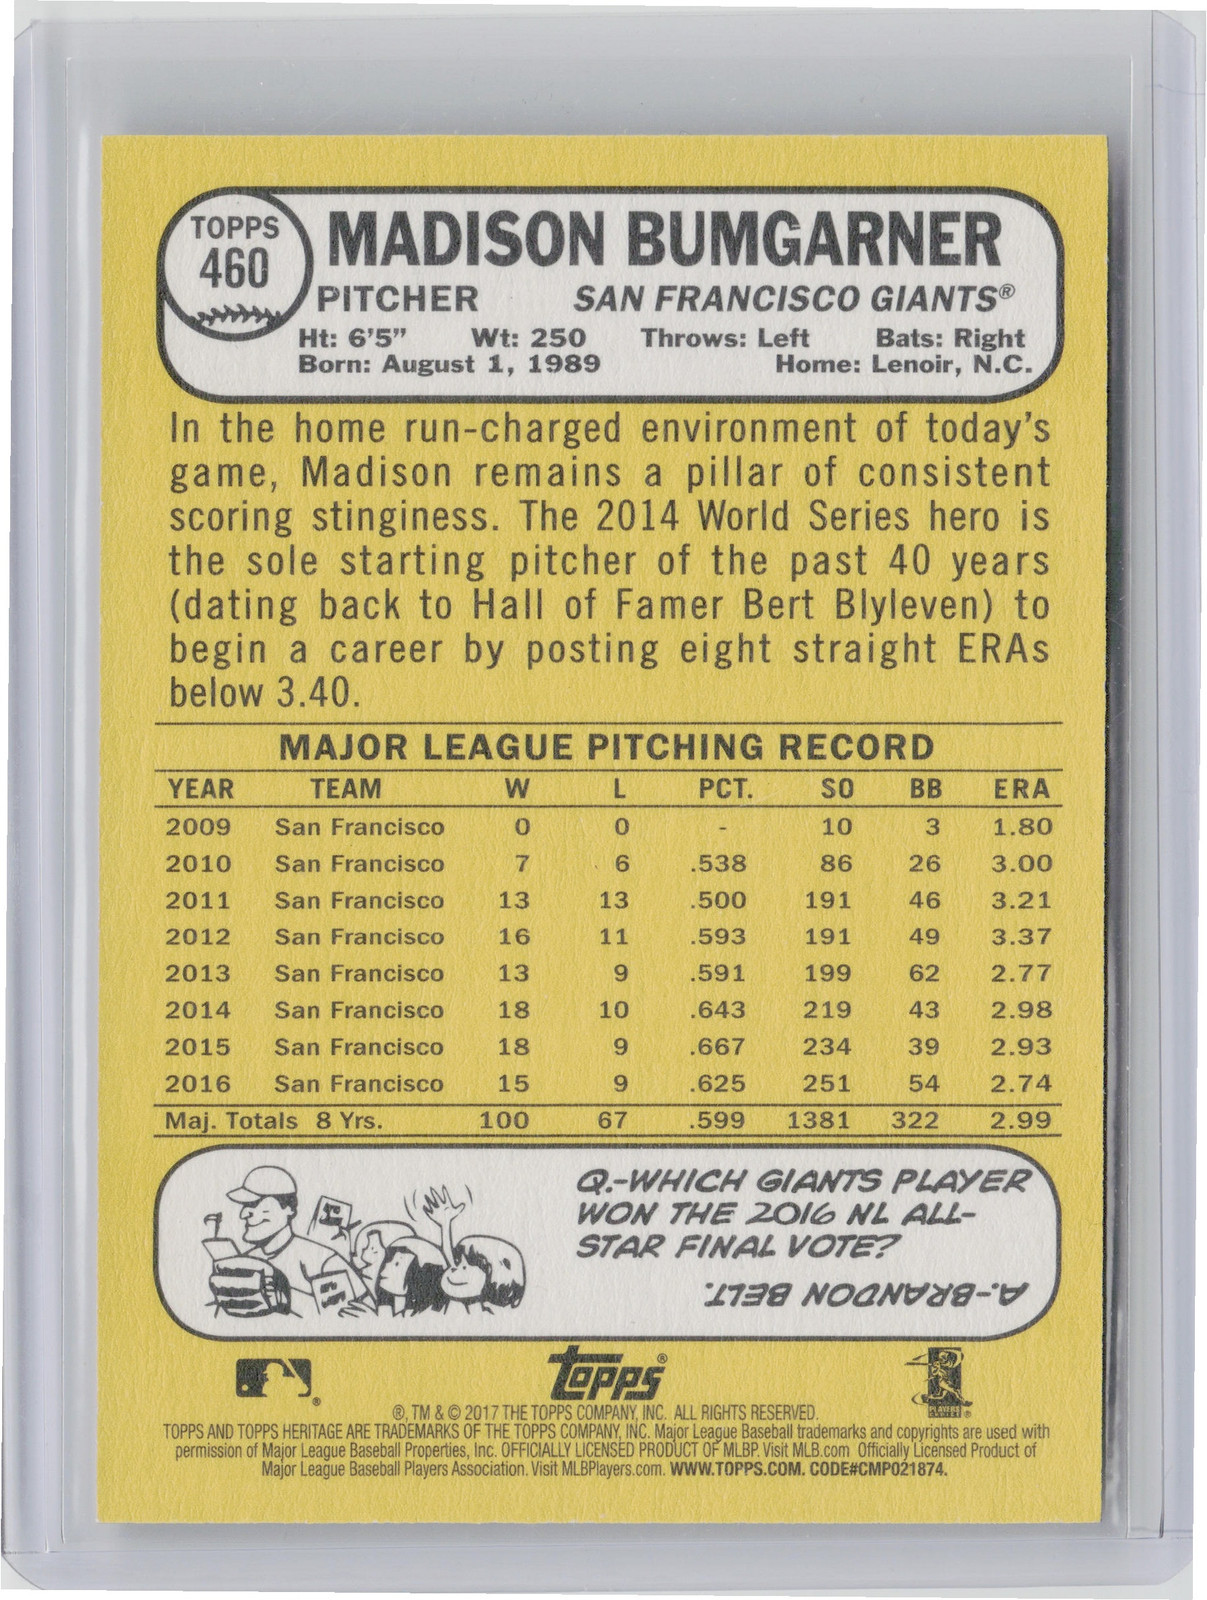 TOPPS
460
MADISON BUMGARNER
PITCHER SAN FRANCISCO GIANTS®
Ht: 6'5" Wt: 250 Throws: Left Bats: Right
Born: August 1, 1989 Home: Lenoir, N.C.
In the home run-charged environment of today's
game, Madison remains a pillar of consistent
scoring stinginess. The 2014 World Series hero is
the sole starting pitcher of the past 40 years
(dating back to Hall of Famer Bert Blyleven) to
begin a career by posting eight straight ERAs
below 3.40.
MAJOR LEAGUE PITCHING RECORD
YEAR TEAM W L PCT. SO BB ERA
2009 San Francisco 0 0 - 10 3 1.80
2010 San Francisco 7 6 .538 86 26 3.00
2011 San Francisco 13 13 .500 191 46 3.21
2012 San Francisco 16 11 .593 191 49 3.37
2013 San Francisco 13 9 .591 199 62 2.77
2014 San Francisco 18 10 .643 219 43 2.98
2015 San Francisco 18 9 .667 234 39 2.93
2016 San Francisco 15 9 .625 251 54 2.74
Maj. Totals 8 Yrs. 100 67 .599 1381 322 2.99
Q.-WHICH GIANTS PLAYER
WON THE 2016 NL ALL-
STAR FINAL VOTE?
A.-BRANDON BELT.
Topps®
PLAYERS
CHOICE ®
®, TM & © 2017 THE TOPPS COMPANY, INC. ALL RIGHTS RESERVED.
TOPPS AND TOPPS HERITAGE ARE TRADEMARKS OF THE TOPPS COMPANY, INC. Major League Baseball trademarks and copyrights are used with
permission of Major League Baseball Properties, Inc. OFFICIALLY LICENSED PRODUCT OF MLBP. Visit MLB.com Officially Licensed Product of
Major League Baseball Players Association. Visit MLBPlayers.com. WWW.TOPPS.COM. CODE#CMP021874.